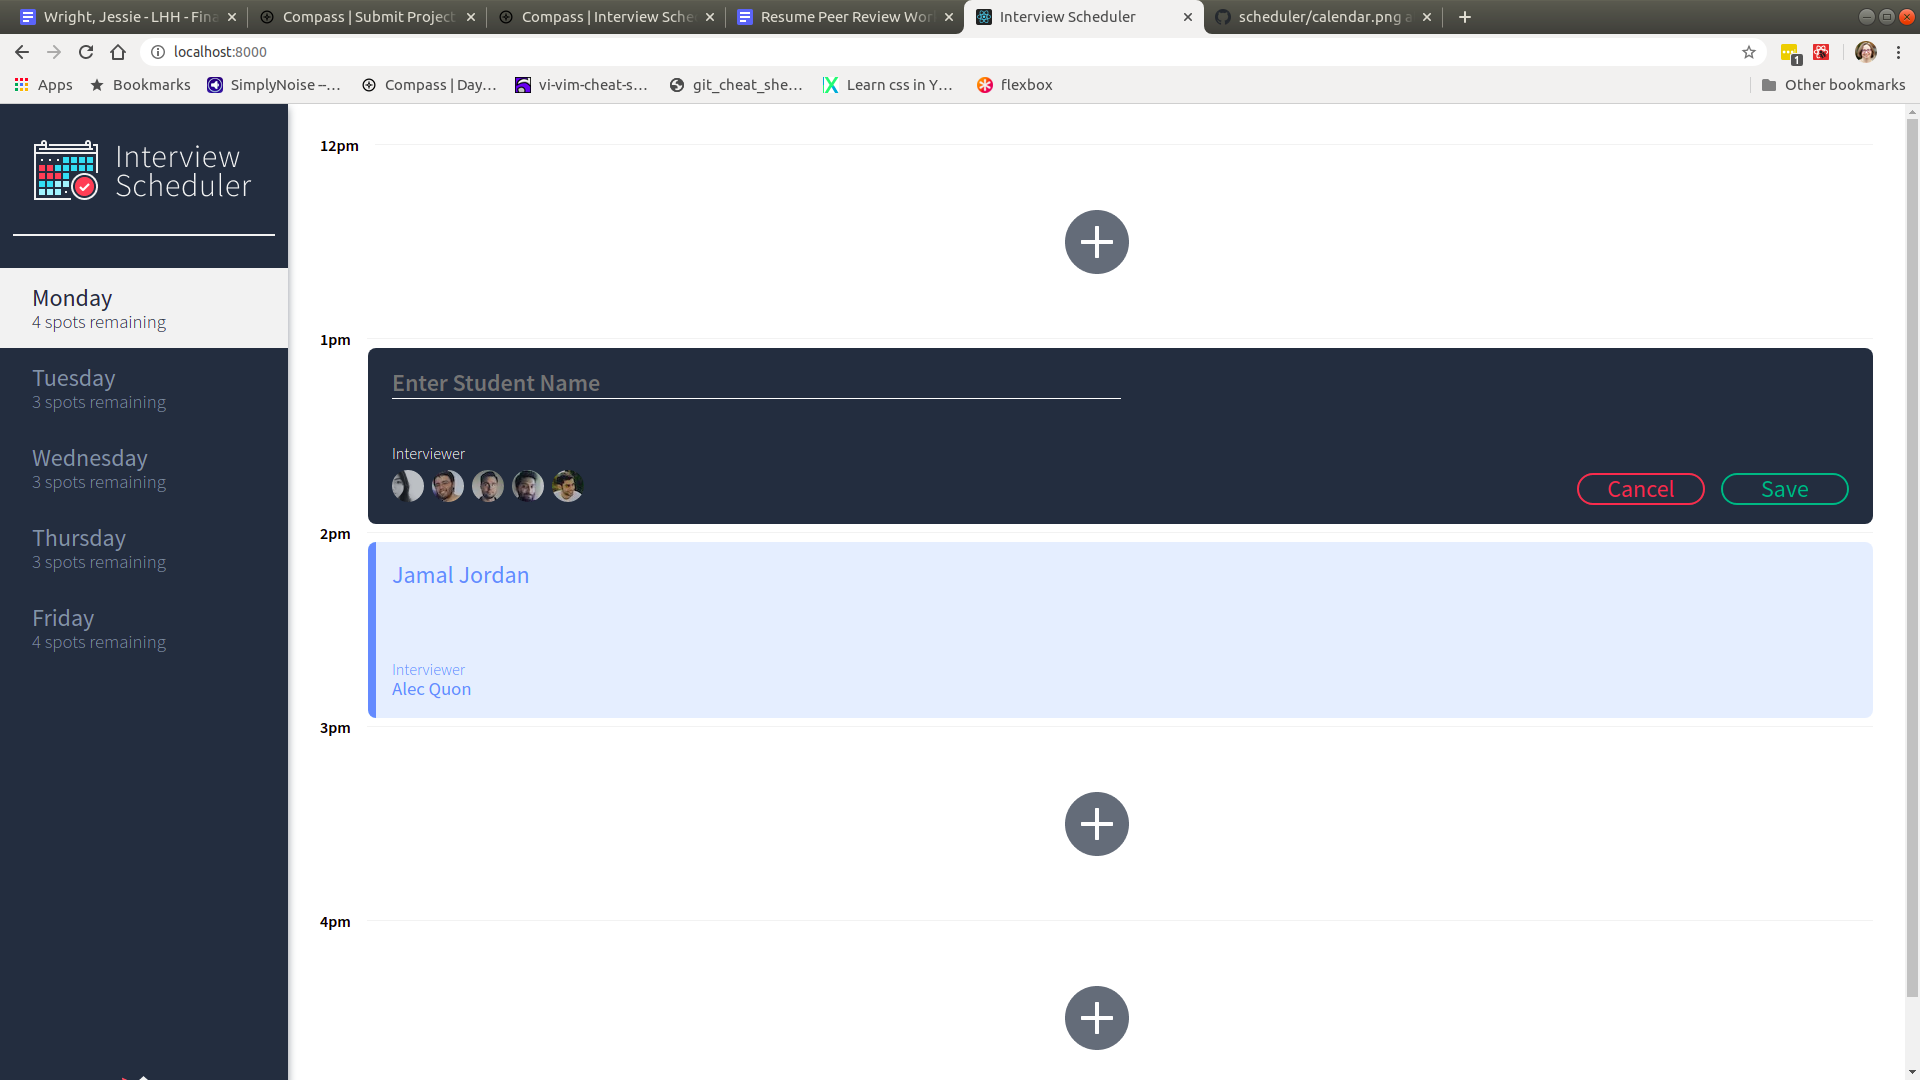 Wright, Jessie - LHH - Fina
Compass | Submit Project
Compass | Interview Sche
Resume Peer Review Wor
Interview Scheduler
scheduler/calendar.png a
localhost:8000
1
Apps
Bookmarks
SimplyNoise –...
Compass | Day...
vi-vim-cheat-s...
git_cheat_she...
Learn css in Y...
flexbox
Other bookmarks
Interview
Scheduler
Monday
4 spots remaining
Tuesday
3 spots remaining
Wednesday
3 spots remaining
Thursday
3 spots remaining
Friday
4 spots remaining
12pm
1pm
Enter Student Name
Interviewer
Cancel
Save
2pm
Jamal Jordan
Interviewer
Alec Quon
3pm
4pm